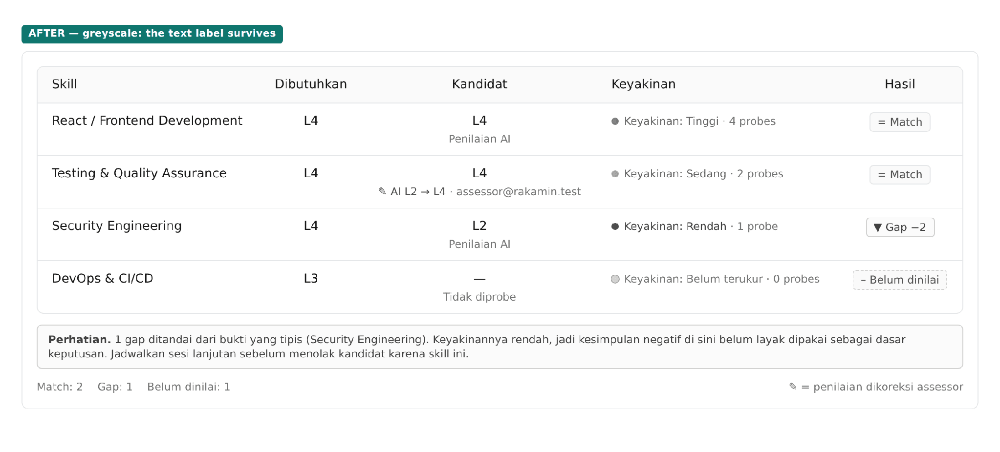 AFTER — greyscale: the text label survives
Skill Dibutuhkan Kandidat Keyakinan Hasil
React / Frontend Development L4 L4 Keyakinan: Tinggi · 4 probes = Match
Penilaian AI
Testing & Quality Assurance L4 L4 Keyakinan: Sedang · 2 probes = Match
✎ AI L2 → L4 · assessor@rakamin.test
Security Engineering L4 L2 Keyakinan: Rendah · 1 probe ▼ Gap −2
Penilaian AI
DevOps & CI/CD L3 — Keyakinan: Belum terukur · 0 probes – Belum dinilai
Tidak diprobe
Perhatian. 1 gap ditandai dari bukti yang tipis (Security Engineering). Keyakinannya rendah, jadi kesimpulan negatif di sini belum layak dipakai sebagai dasar
keputusan. Jadwalkan sesi lanjutan sebelum menolak kandidat karena skill ini.
Match: 2 Gap: 1 Belum dinilai: 1 ✎ = penilaian dikoreksi assessor